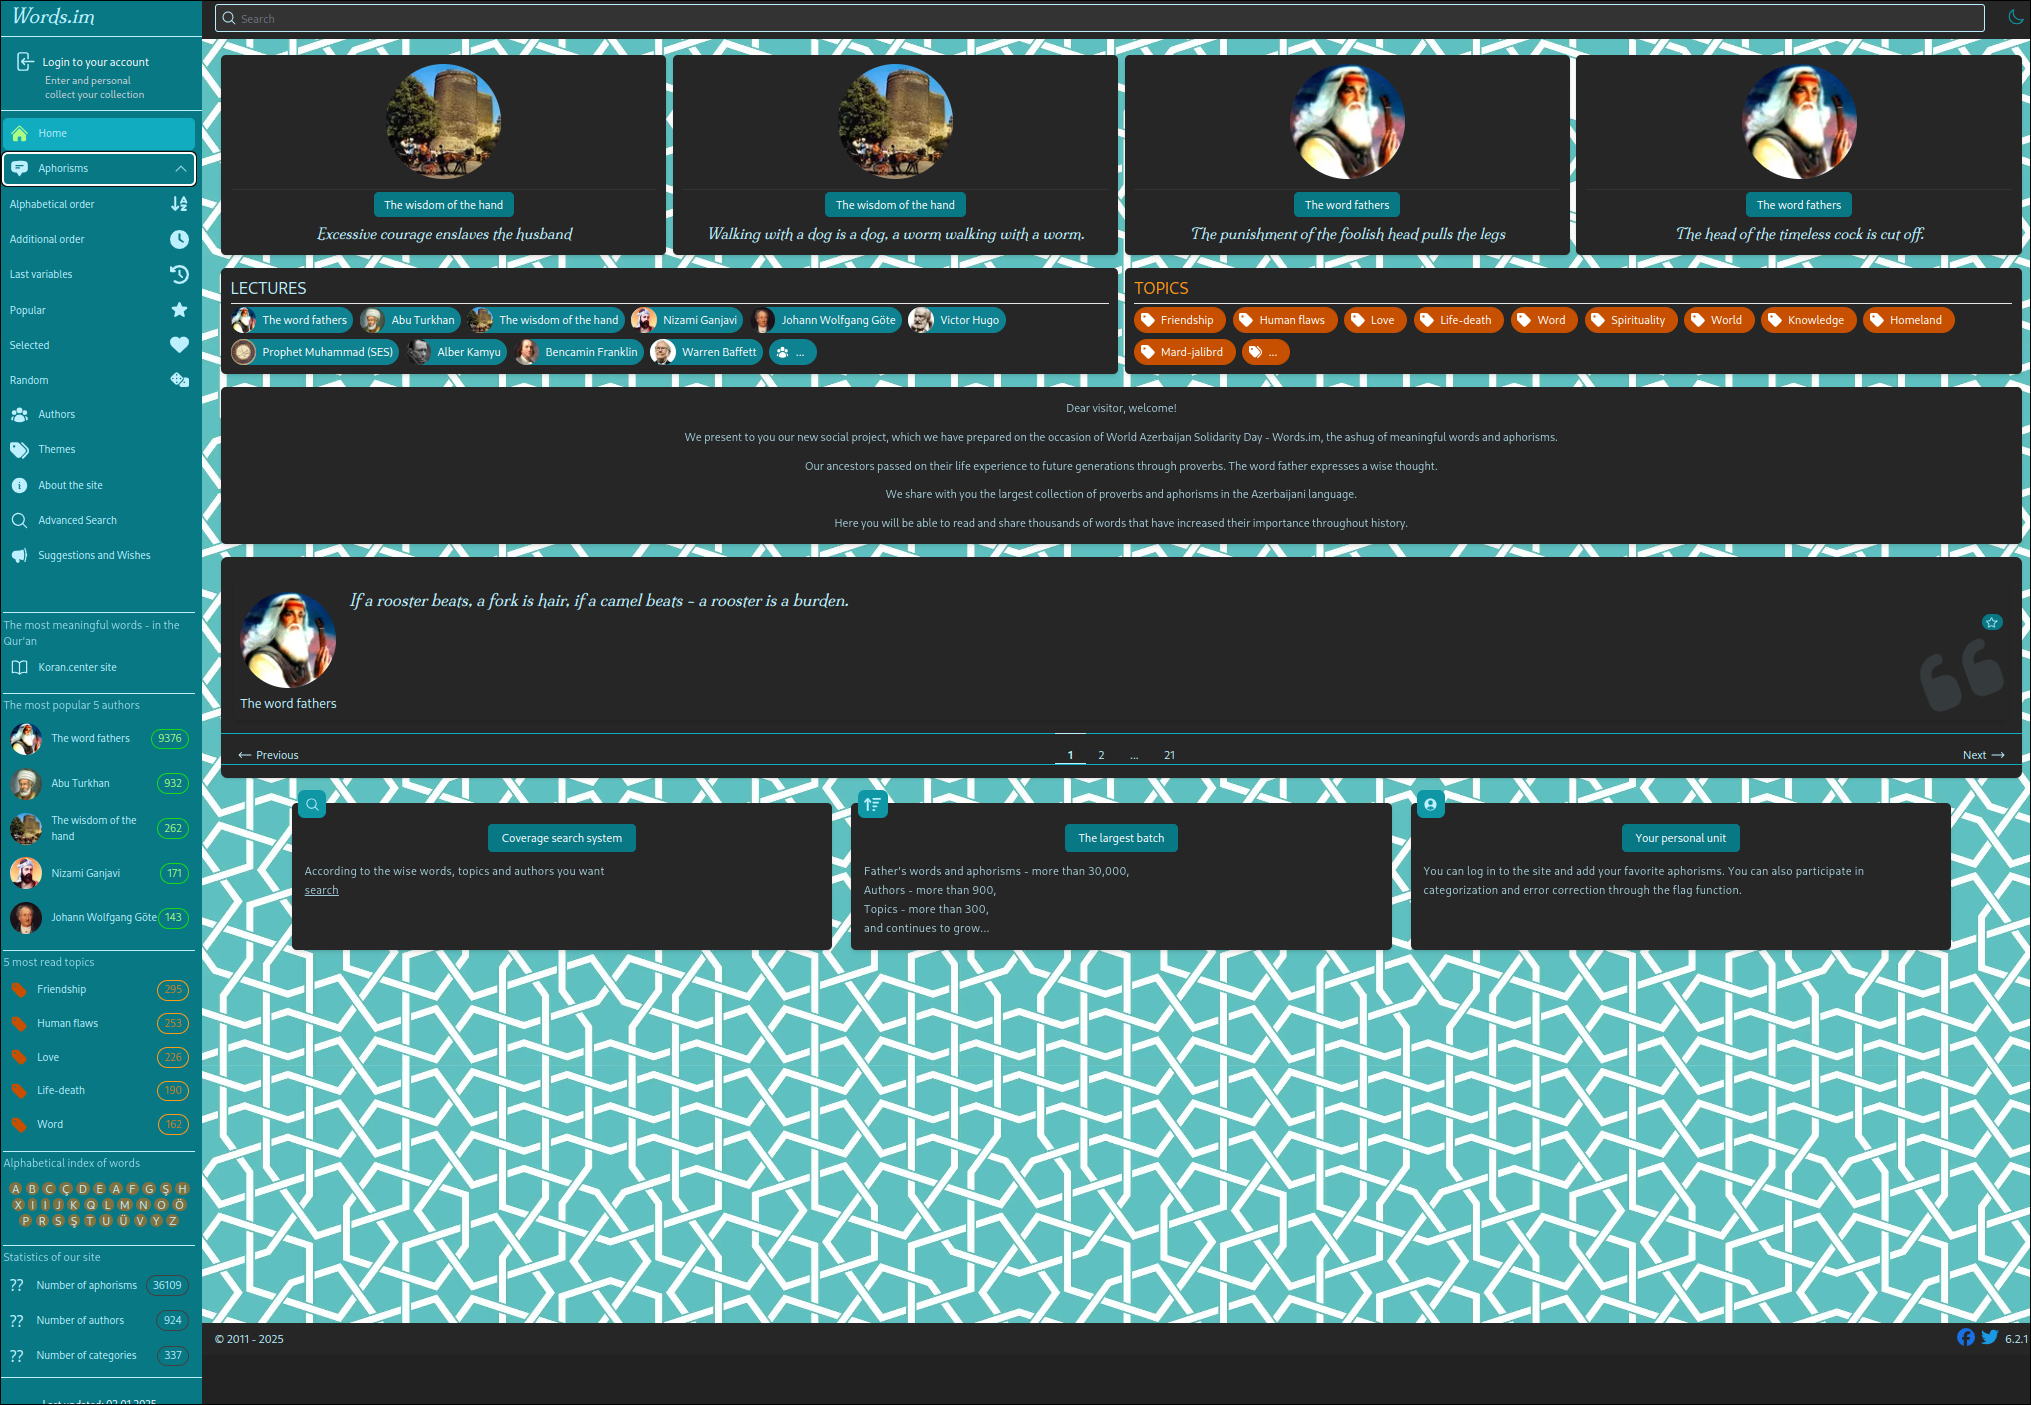 Words.im
Search
Login to your account
Enter and personal
collect your collection
Home
Aphorisms
Alphabetical order
Additional order
Last variables
Popular
Selected
Random
Authors
Themes
About the site
Advanced Search
Suggestions and Wishes
The most meaningful words - in the
Qur'an
Koran.center site
The most popular 5 authors
The word fathers 9376
Abu Turkhan 932
The wisdom of the
hand 262
Nizami Ganjavi 171
Johann Wolfgang Göte 143
5 most read topics
Friendship 295
Human flaws 253
Love 226
Life-death 190
Word 162
Alphabetical index of words
A B C Ç D E A F G Ş H
X I I J K Q L M N O Ö
P R S Ş T U Ü V Y Z
Statistics of our site
?? Number of aphorisms 36109
?? Number of authors 924
?? Number of categories 337
The wisdom of the hand
Excessive courage enslaves the husband
The wisdom of the hand
Walking with a dog is a dog, a worm walking with a worm.
The word fathers
The punishment of the foolish head pulls the legs
The word fathers
The head of the timeless cock is cut off.
LECTURES
The word fathers Abu Turkhan The wisdom of the hand Nizami Ganjavi Johann Wolfgang Göte Victor Hugo
Prophet Muhammad (SES) Alber Kamyu Bencamin Franklin Warren Baffett ...
TOPICS
Friendship Human flaws Love Life-death Word Spirituality World Knowledge Homeland
Mard-jalibrd ...
Dear visitor, welcome!
We present to you our new social project, which we have prepared on the occasion of World Azerbaijan Solidarity Day - Words.im, the ashug of meaningful words and aphorisms.
Our ancestors passed on their life experience to future generations through proverbs. The word father expresses a wise thought.
We share with you the largest collection of proverbs and aphorisms in the Azerbaijani language.
Here you will be able to read and share thousands of words that have increased their importance throughout history.
If a rooster beats, a fork is hair, if a camel beats - a rooster is a burden.
The word fathers
← Previous 1 2 ... 21 Next →
Coverage search system
According to the wise words, topics and authors you want
search
The largest batch
Father's words and aphorisms - more than 30,000,
Authors - more than 900,
Topics - more than 300,
and continues to grow...
Your personal unit
You can log in to the site and add your favorite aphorisms. You can also participate in
categorization and error correction through the flag function.
© 2011 - 2025
6.2.1